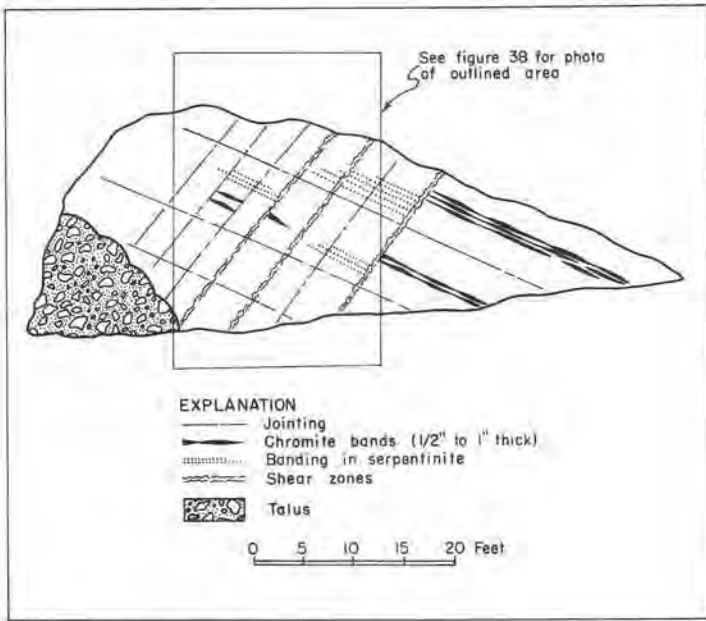 See figure 38 for photo
of outlined area
EXPLANATION
Jointing
Chromite bands (1/2" to 1" thick)
Banding in serpentinite
Shear zones
Talus
0 5 10 15 20 Feet